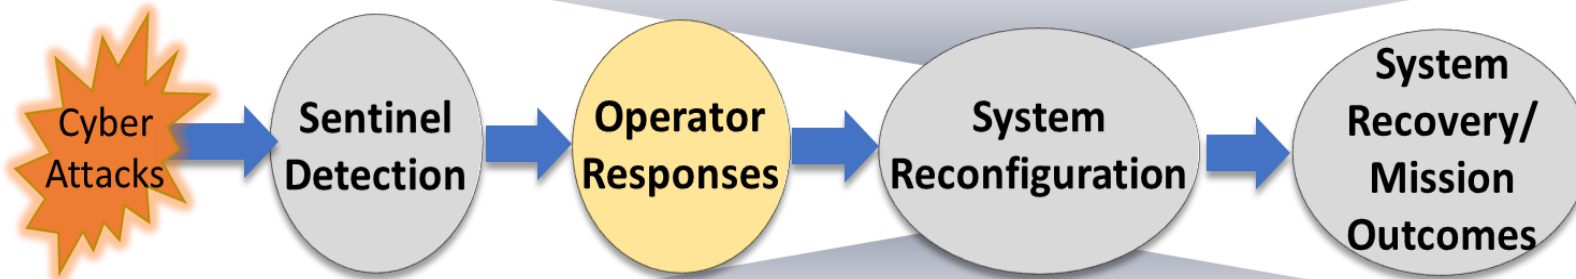 Cyber
Attacks
Sentinel
Detection
Operator
Responses
System
Reconfiguration
System
Recovery/
Mission
Outcomes